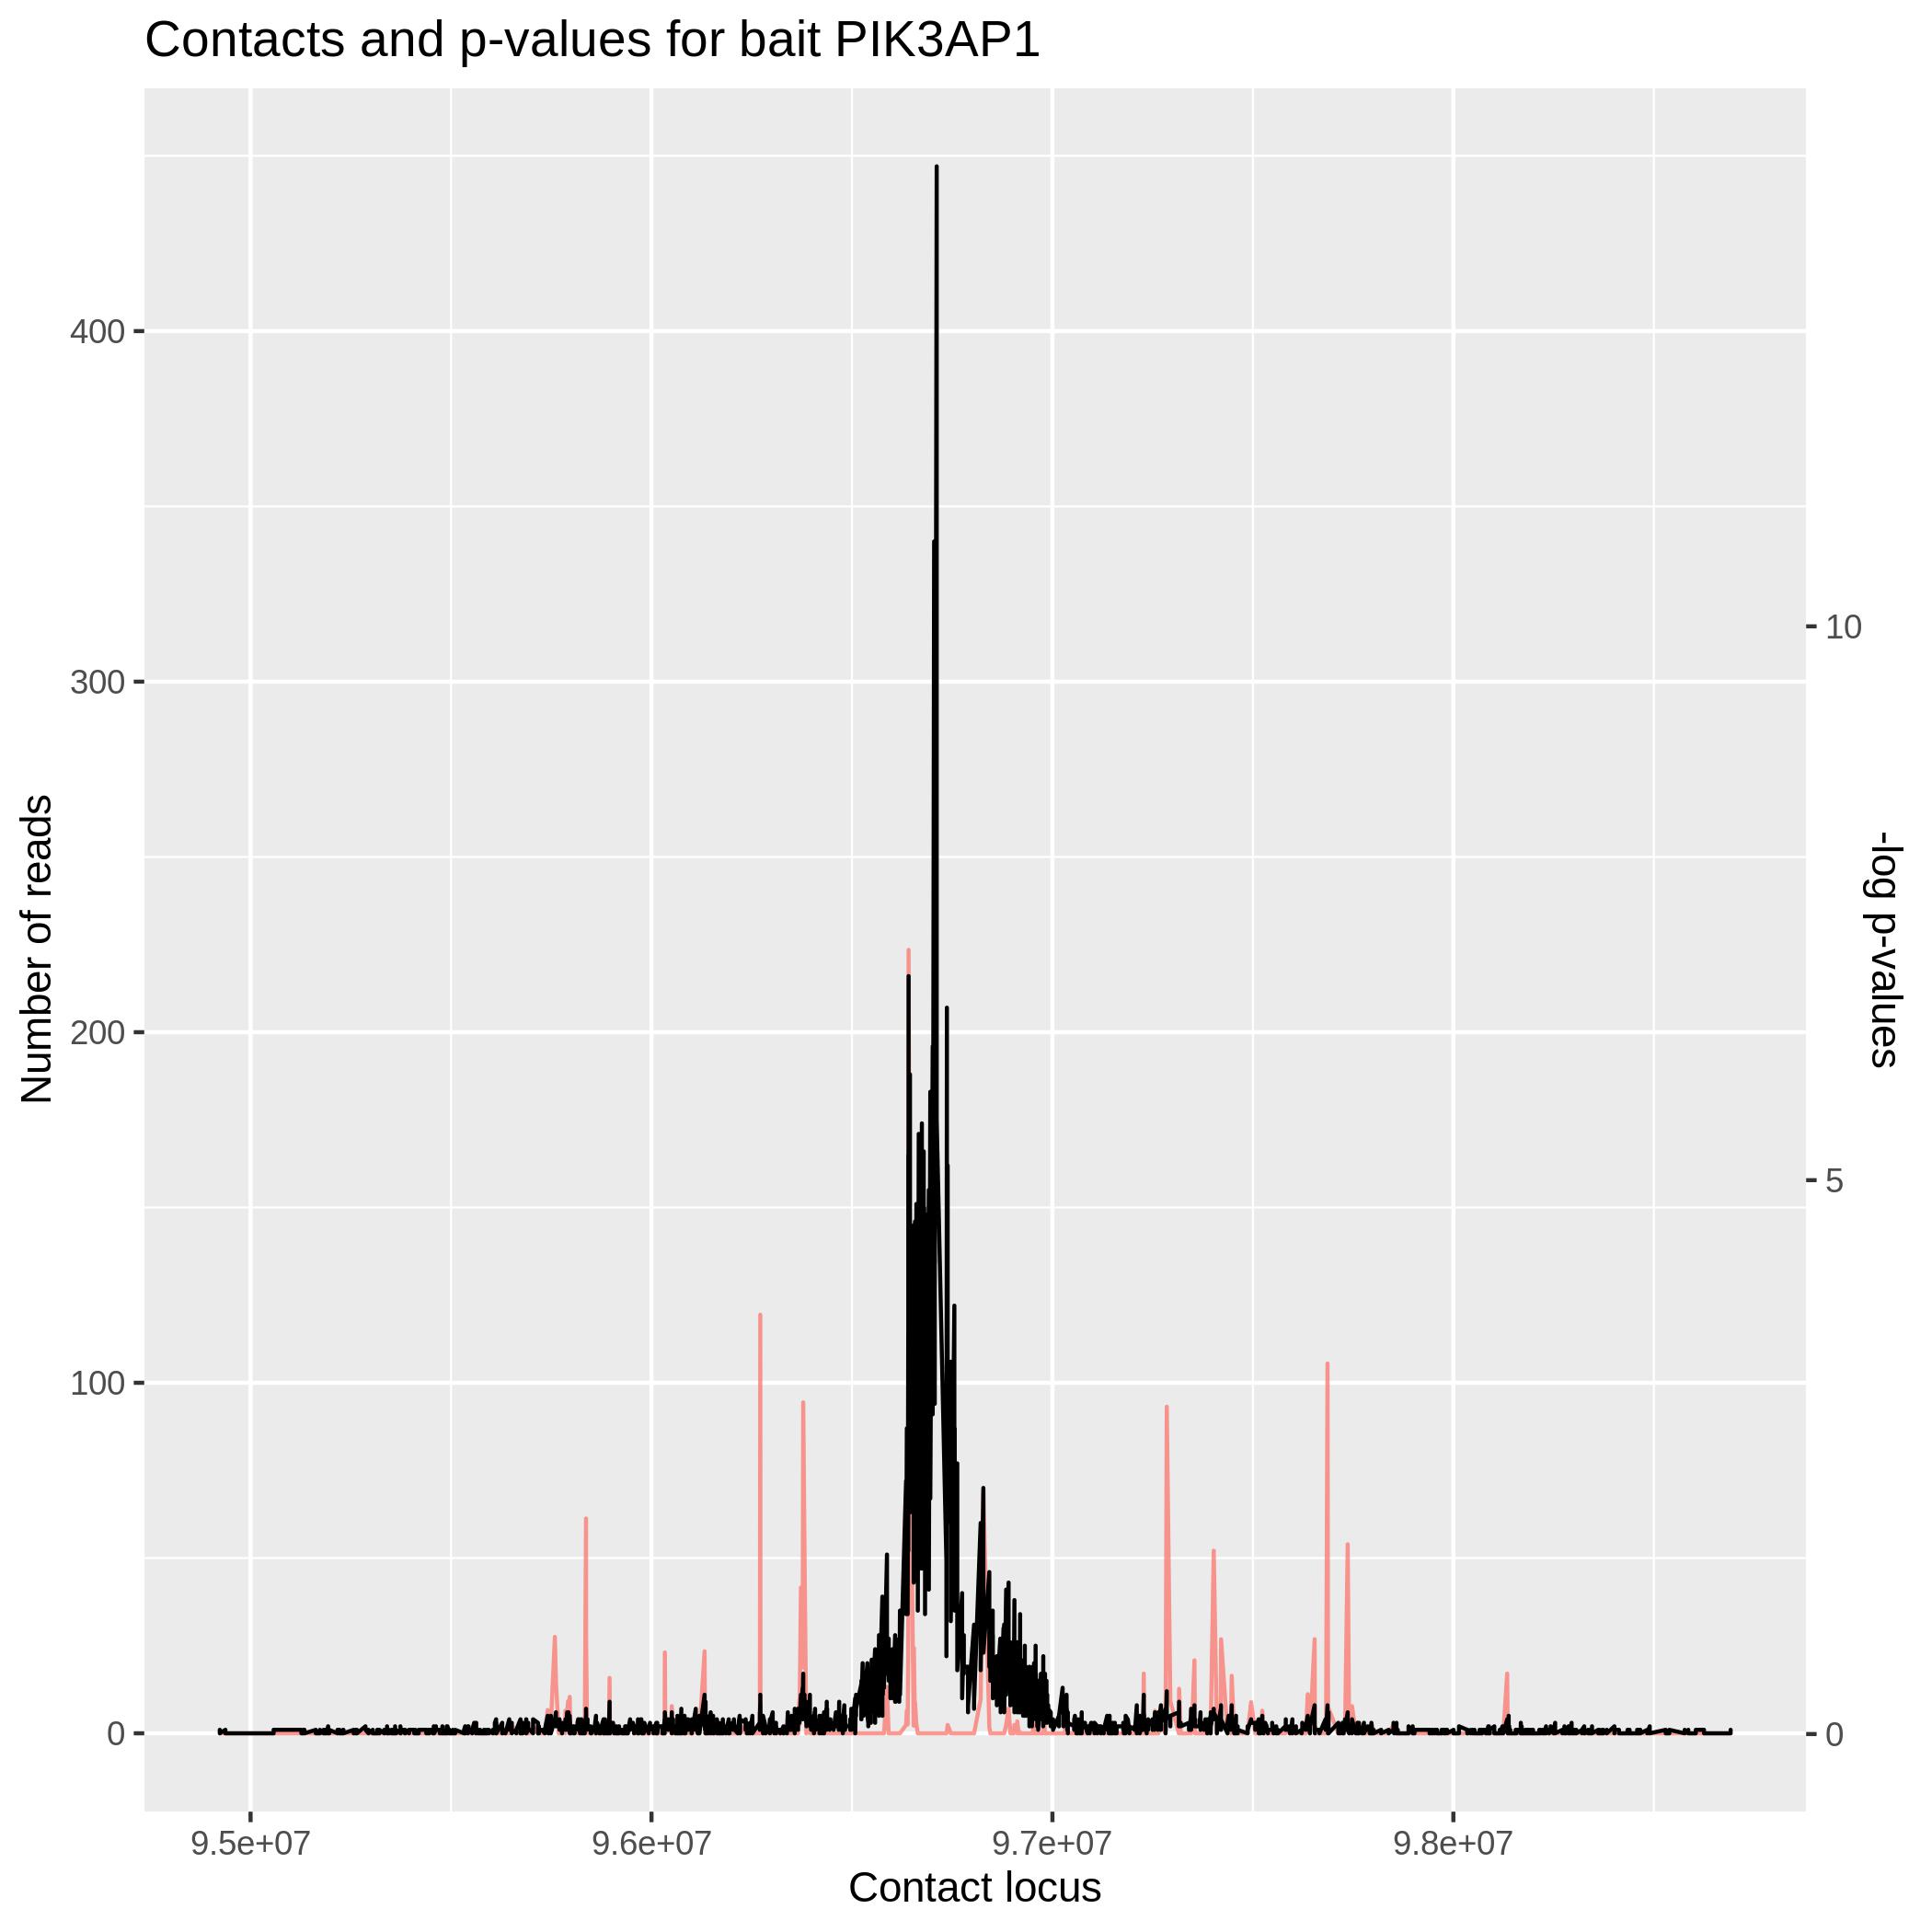 Contacts and p-values for bait PIK3AP1
Number of reads
400
300
200
100
0
10
5
0
-log p-values
9.5e+07 9.6e+07 9.7e+07 9.8e+07
Contact locus